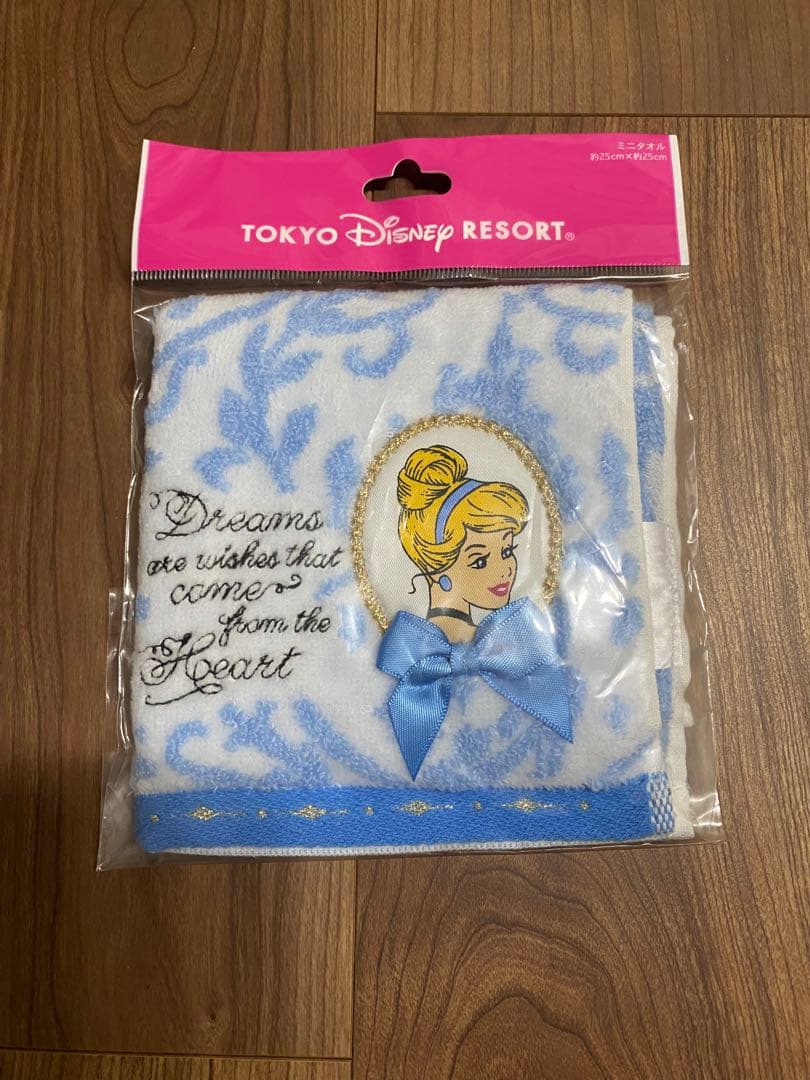 ミニタオル
約25cm×約25cm
TOKYO Disney RESORT®
Dreams
are wishes that
come
from the
Heart